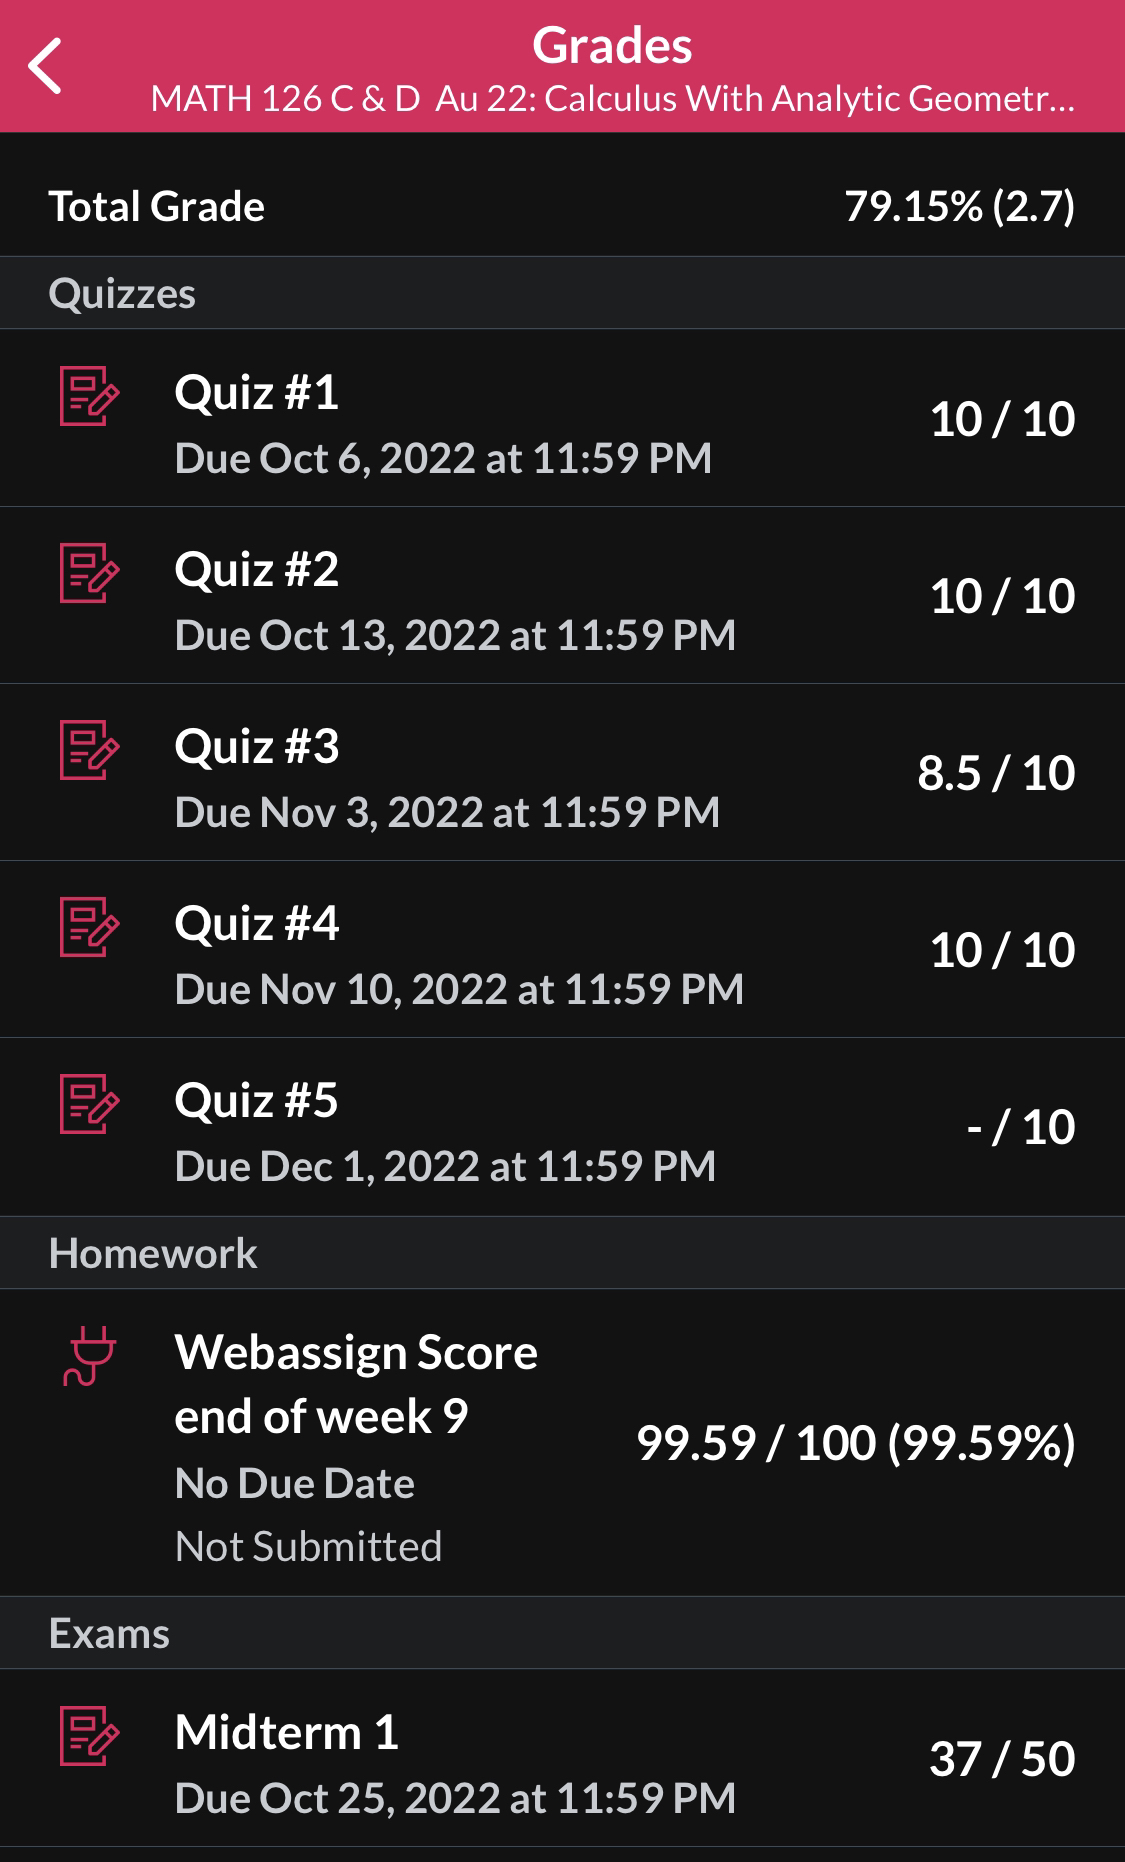 Grades
MATH 126 C & D  Au 22: Calculus With Analytic Geometr...
Total Grade
79.15% (2.7)
Quizzes
Quiz #1
Due Oct 6, 2022 at 11:59 PM
10 / 10
Quiz #2
Due Oct 13, 2022 at 11:59 PM
10 / 10
Quiz #3
Due Nov 3, 2022 at 11:59 PM
8.5 / 10
Quiz #4
Due Nov 10, 2022 at 11:59 PM
10 / 10
Quiz #5
Due Dec 1, 2022 at 11:59 PM
- / 10
Homework
Webassign Score
end of week 9
99.59 / 100 (99.59%)
No Due Date
Not Submitted
Exams
Midterm 1
Due Oct 25, 2022 at 11:59 PM
37 / 50